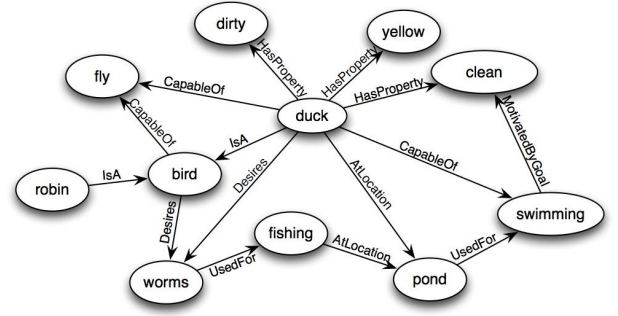 dirty
yellow
HasProperty
HasProperty
clean
fly
CapableOf
HasProperty
duck
CapableOf
IsA
CapableOf
MotivatedByGoal
robin
IsA
bird
Desires
AtLocation
Desires
swimming
fishing
AtLocation
UsedFor
UsedFor
worms
pond